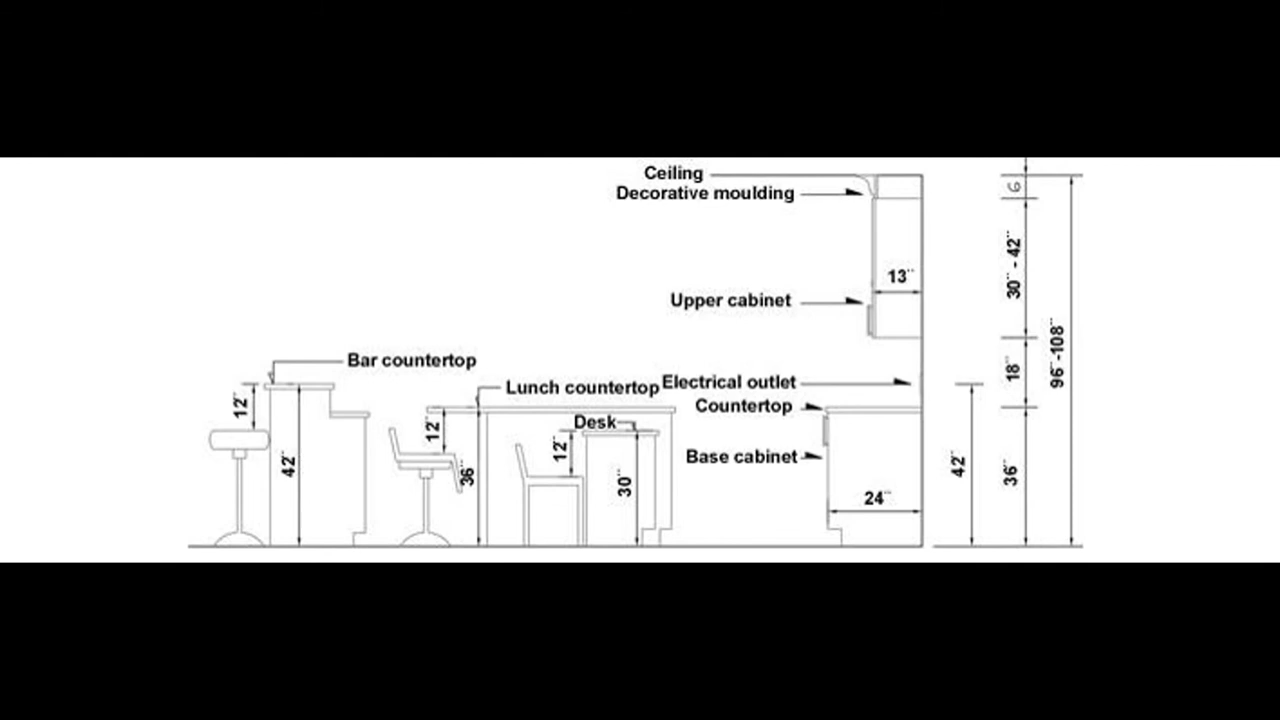 Ceiling
Decorative moulding
6
30¨ - 42¨
13¨
Upper cabinet
96¨-108¨
Bar countertop
18¨
Lunch countertop
Electrical outlet
12¨
Countertop
12¨
Desk
12¨
Base cabinet
42¨
36¨
30¨
24¨
42¨
36¨